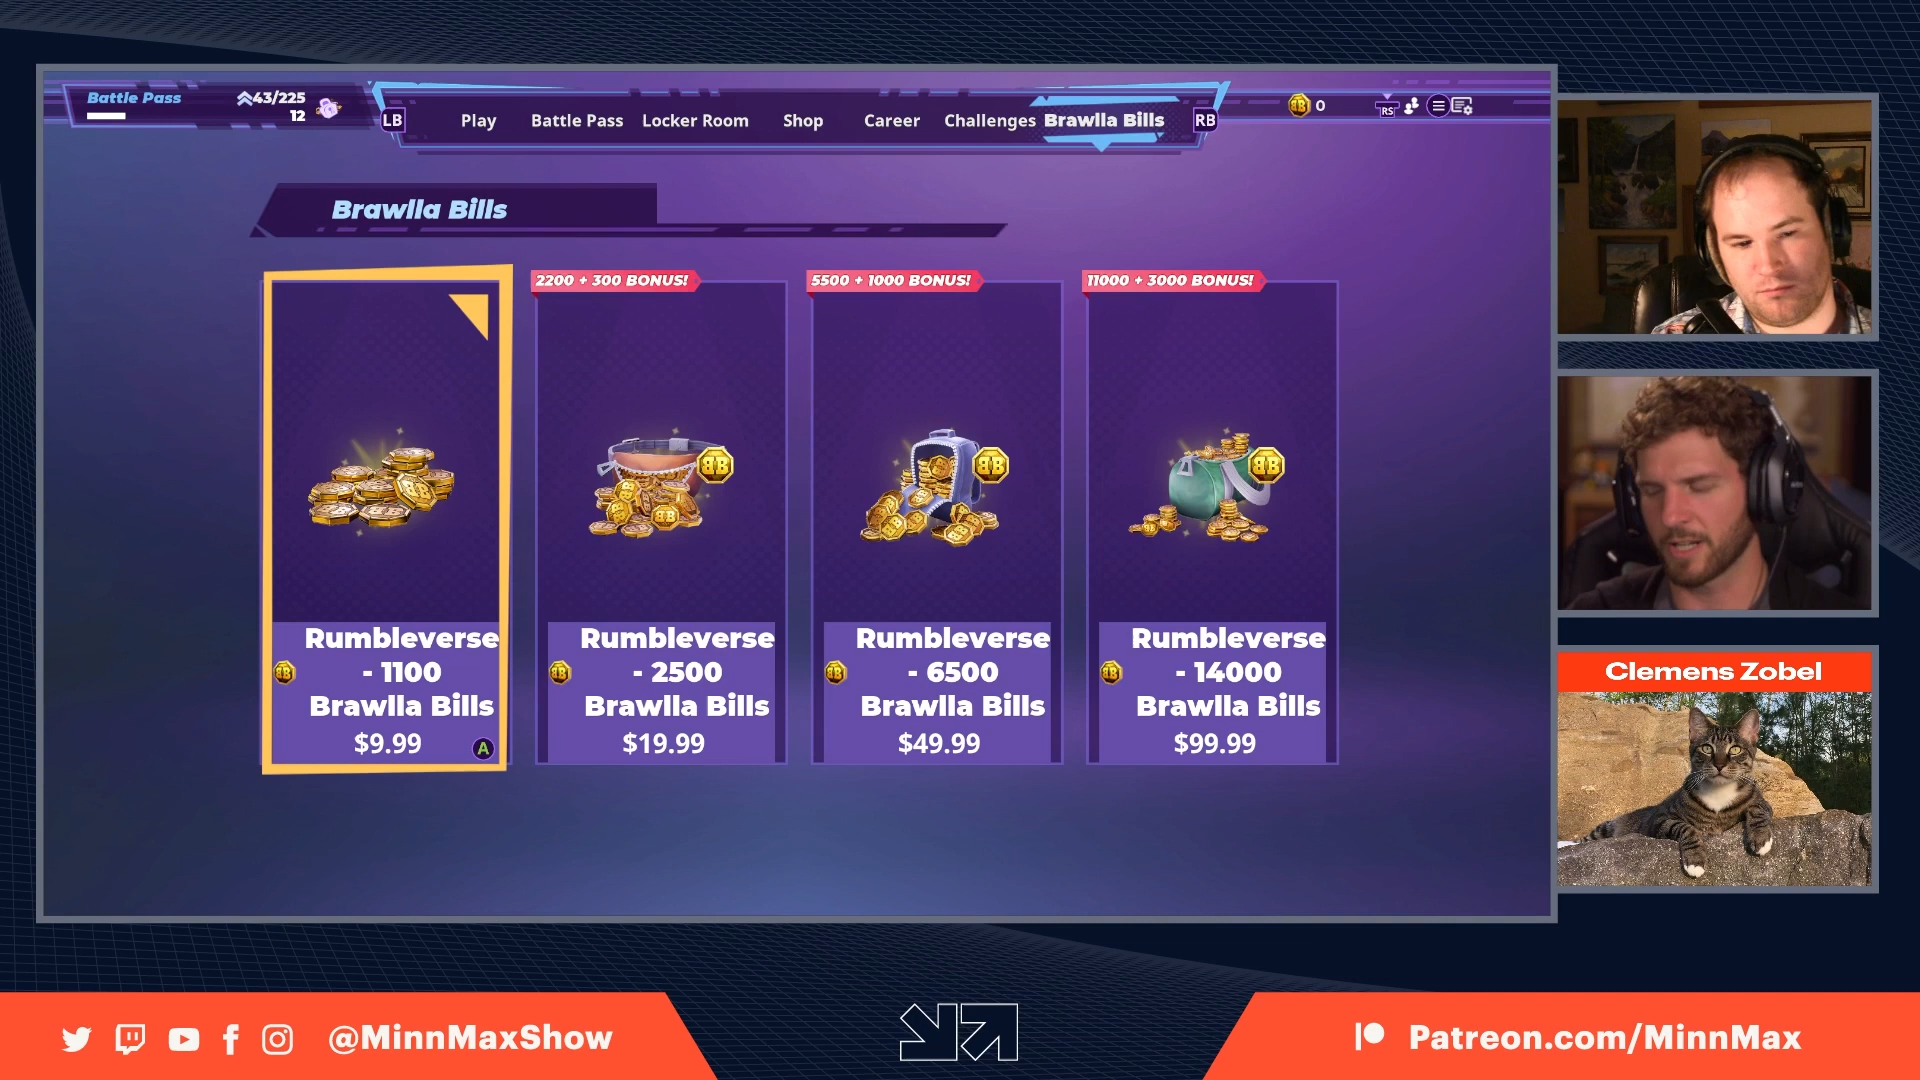 Battle Pass
43/225
12
LB
Play
Battle Pass
Locker Room
Shop
Career
Challenges
Brawlla Bills
RB
0
RS
Brawlla Bills
2200 + 300 BONUS!
5500 + 1000 BONUS!
11000 + 3000 BONUS!
Rumbleverse
- 1100
Brawlla Bills
$9.99
A
Rumbleverse
- 2500
Brawlla Bills
$19.99
Rumbleverse
- 6500
Brawlla Bills
$49.99
Rumbleverse
- 14000
Brawlla Bills
$99.99
Clemens Zobel
@MinnMaxShow
Patreon.com/MinnMax